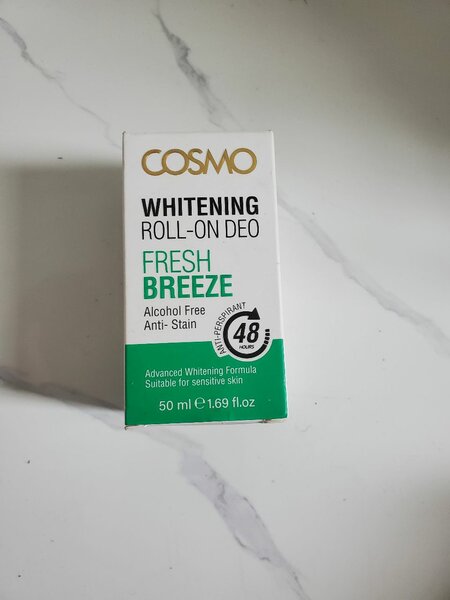 COSMO
WHITENING
ROLL-ON DEO
FRESH
BREEZE
Alcohol Free
Anti- Stain
ANTI-PERSPIRANT
48
HOURS
Advanced Whitening Formula
Suitable for sensitive skin
50 ml ℮ 1.69 fl.oz